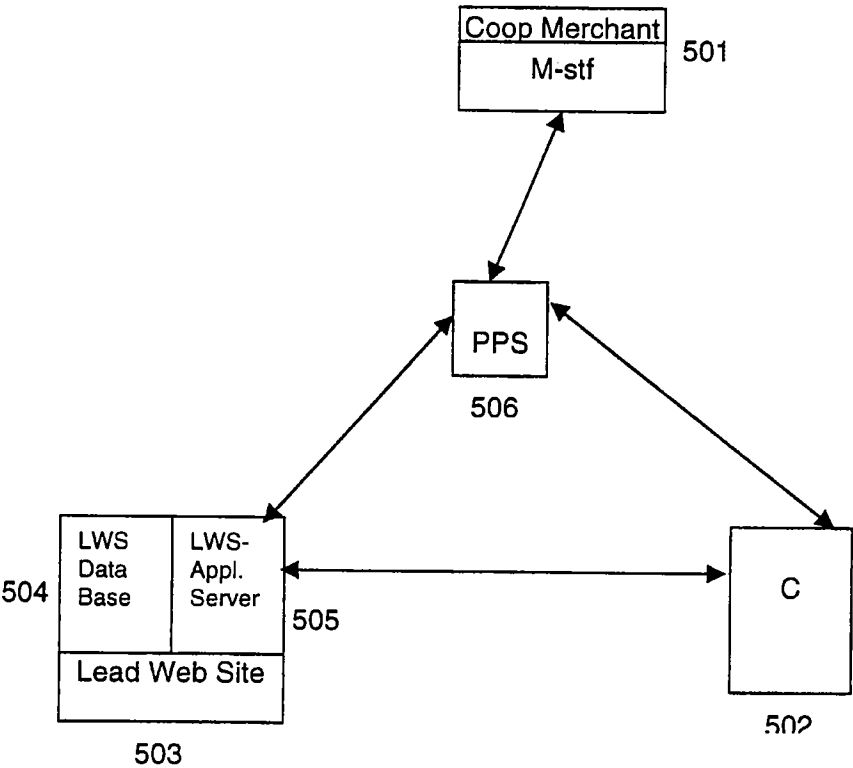 Coop Merchant
M-stf
501
PPS
506
LWS
Data
Base
504
LWS-
Appl.
Server
505
Lead Web Site
503
C
502